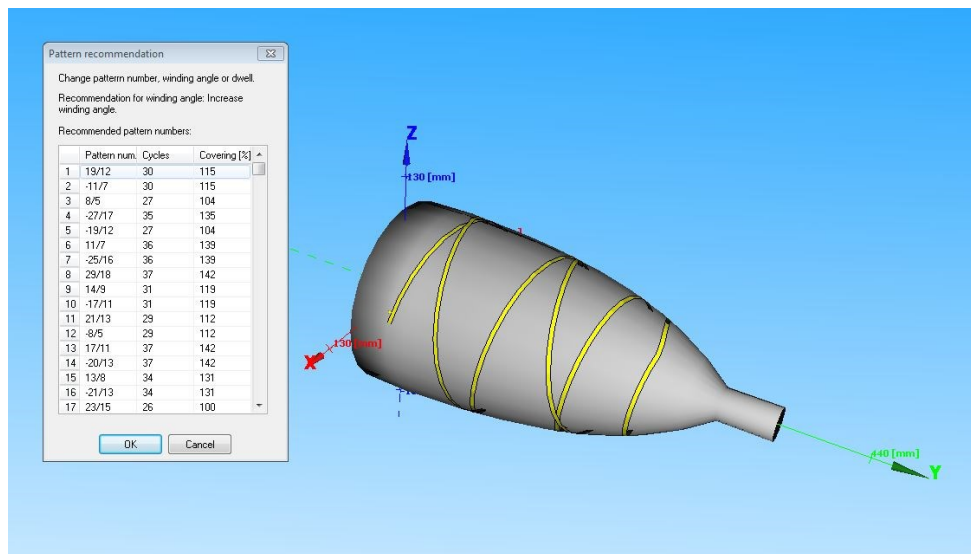 Pattern recommendation
Change pattern number, winding angle or dwell.
Recommendation for winding angle: Increase
winding angle.
Recommended pattern numbers:
Pattern num. Cycles Covering [%]
1 19/12 30 115
2 -11/7 30 115
3 8/5 27 104
4 -27/17 35 135
5 -19/12 27 104
6 11/7 36 139
7 -25/16 36 139
8 29/18 37 142
9 14/9 31 119
10 -17/11 31 119
11 21/13 29 112
12 -8/5 29 112
13 17/11 37 142
14 -20/13 37 142
15 13/8 34 131
16 -21/13 34 131
17 23/15 26 100
OK Cancel
Z
130 [mm]
130 [mm]
X
440 [mm]
Y